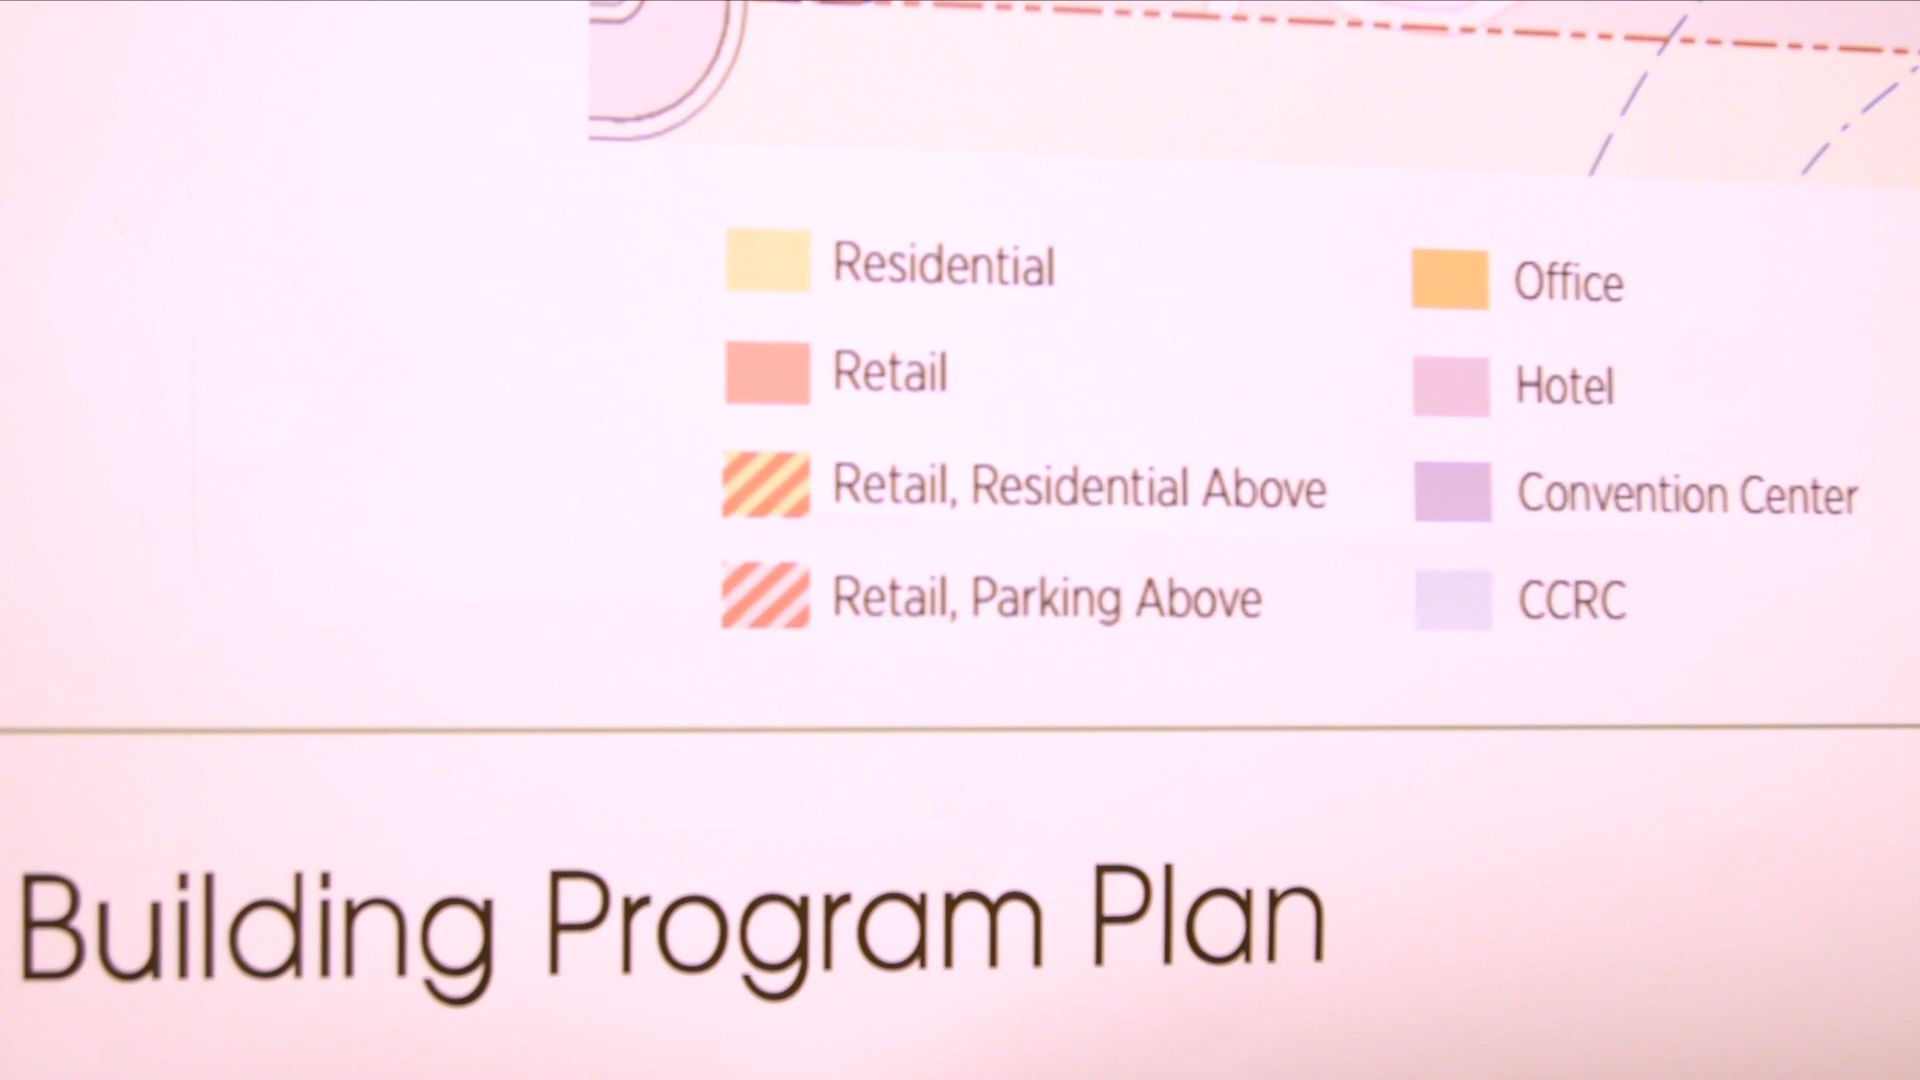 Residential
Retail
Retail, Residential Above
Retail, Parking Above
Office
Hotel
Convention Center
CCRC
Building Program Plan